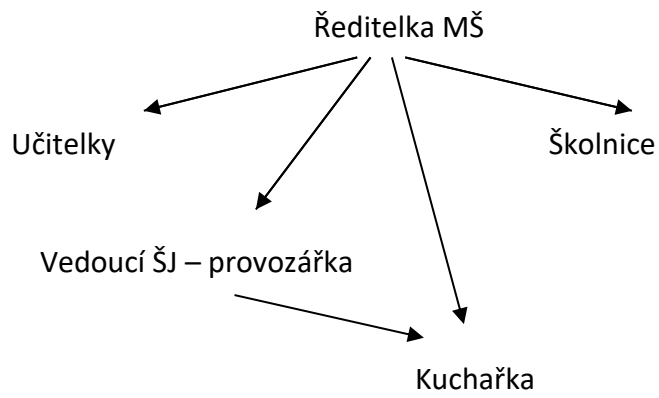 Ředitelka MŠ
Učitelky
Školnice
Vedoucí ŠJ – provozářka
Kuchařka